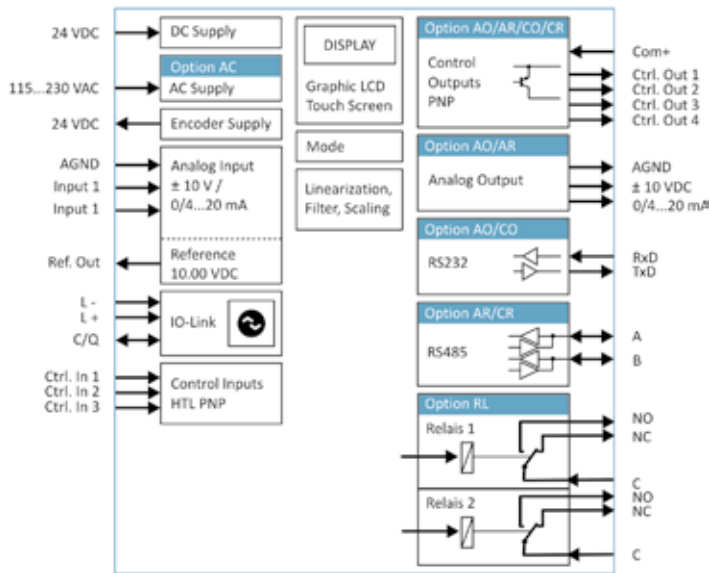 24 VDC
DC Supply
Option AC
115...230 VAC
AC Supply
24 VDC
Encoder Supply
AGND
Input 1
Input 1
Analog Input
± 10 V /
0/4...20 mA
Ref. Out
Reference
10.00 VDC
L -
L +
C/Q
IO-Link
Ctrl. In 1
Ctrl. In 2
Ctrl. In 3
Control Inputs
HTL PNP
DISPLAY
Graphic LCD
Touch Screen
Mode
Linearization,
Filter, Scaling
Option AO/AR/CO/CR
Control
Outputs
PNP
Com+
Ctrl. Out 1
Ctrl. Out 2
Ctrl. Out 3
Ctrl. Out 4
Option AO/AR
Analog Output
AGND
± 10 VDC
0/4...20 mA
Option AO/CO
RS232
RxD
TxD
Option AR/CR
RS485
A
B
Option RL
Relais 1
NO
NC
C
Relais 2
NO
NC
C